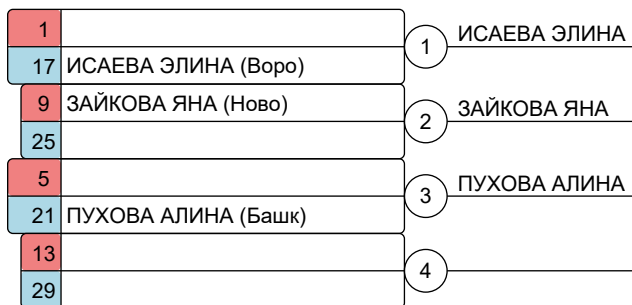 1
1 ИСАЕВА ЭЛИНА
17 ИСАЕВА ЭЛИНА (Воро)
9 ЗАЙКОВА ЯНА (Ново)
2 ЗАЙКОВА ЯНА
25
5
3 ПУХОВА АЛИНА
21 ПУХОВА АЛИНА (Башк)
13
4
29